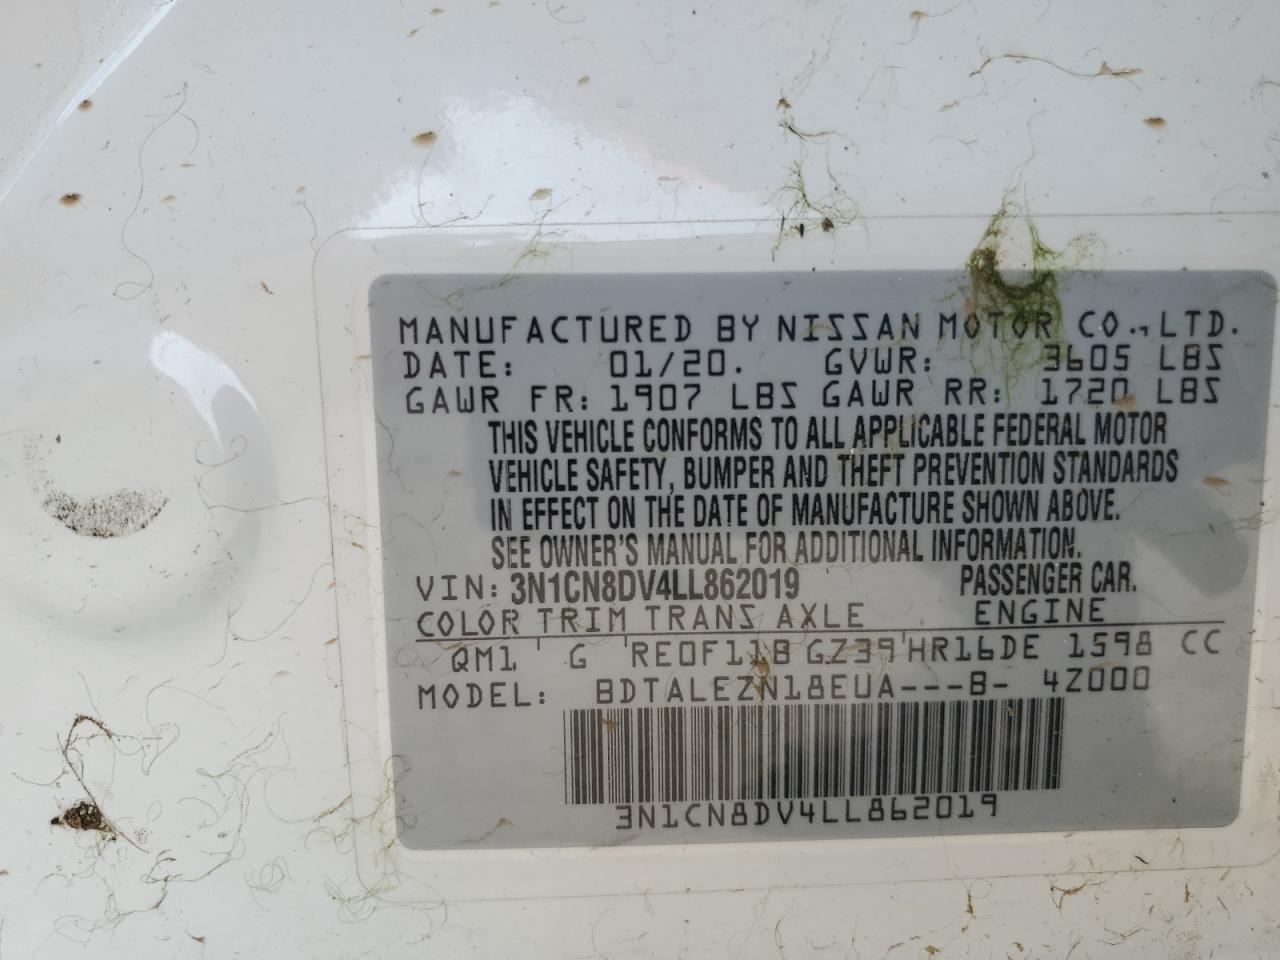 MANUFACTURED BY NISSAN MOTOR CO., LTD.
DATE: 01/20. GVWR: 3605 LBS
GAWR FR: 1907 LBS GAWR RR: 1720 LBS
THIS VEHICLE CONFORMS TO ALL APPLICABLE FEDERAL MOTOR
VEHICLE SAFETY, BUMPER AND THEFT PREVENTION STANDARDS
IN EFFECT ON THE DATE OF MANUFACTURE SHOWN ABOVE.
SEE OWNER'S MANUAL FOR ADDITIONAL INFORMATION.
VIN: 3N1CN8DV4LL862019 PASSENGER CAR.
COLOR TRIM TRANS AXLE ENGINE
QM1 G RE0F11B GZ39 HR16DE 1598 CC
MODEL: BDTALEZN18EUA---B- 4Z000
3N1CN8DV4LL862019